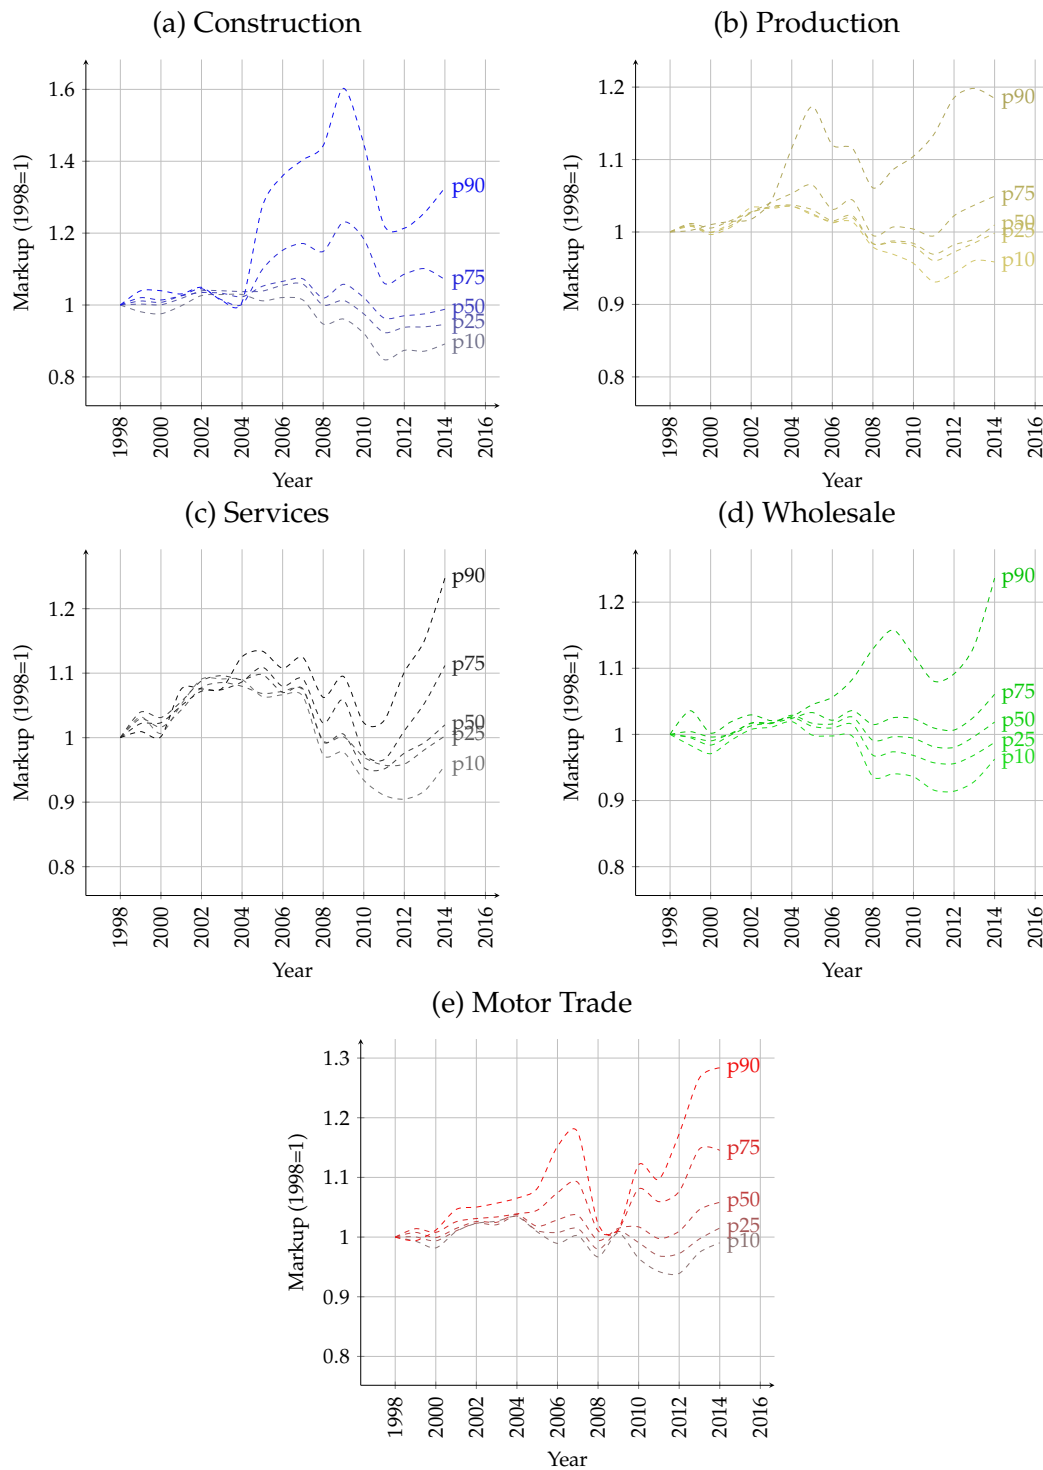 (a) Construction
1.6
1.4
1.2
1
0.8
Markup (1998=1)
p90
p75
p50
p25
p10
1998 2000 2002 2004 2006 2008 2010 2012 2014 2016
Year
(b) Production
1.2
1.1
1
0.9
0.8
Markup (1998=1)
p90
p75
p50
p25
p10
1998 2000 2002 2004 2006 2008 2010 2012 2014 2016
Year
(c) Services
1.2
1.1
1
0.9
0.8
Markup (1998=1)
p90
p75
p50
p25
p10
1998 2000 2002 2004 2006 2008 2010 2012 2014 2016
Year
(d) Wholesale
1.2
1.1
1
0.9
0.8
Markup (1998=1)
p90
p75
p50
p25
p10
1998 2000 2002 2004 2006 2008 2010 2012 2014 2016
Year
(e) Motor Trade
1.3
1.2
1.1
1
0.9
0.8
Markup (1998=1)
p90
p75
p50
p25
p10
1998 2000 2002 2004 2006 2008 2010 2012 2014 2016
Year